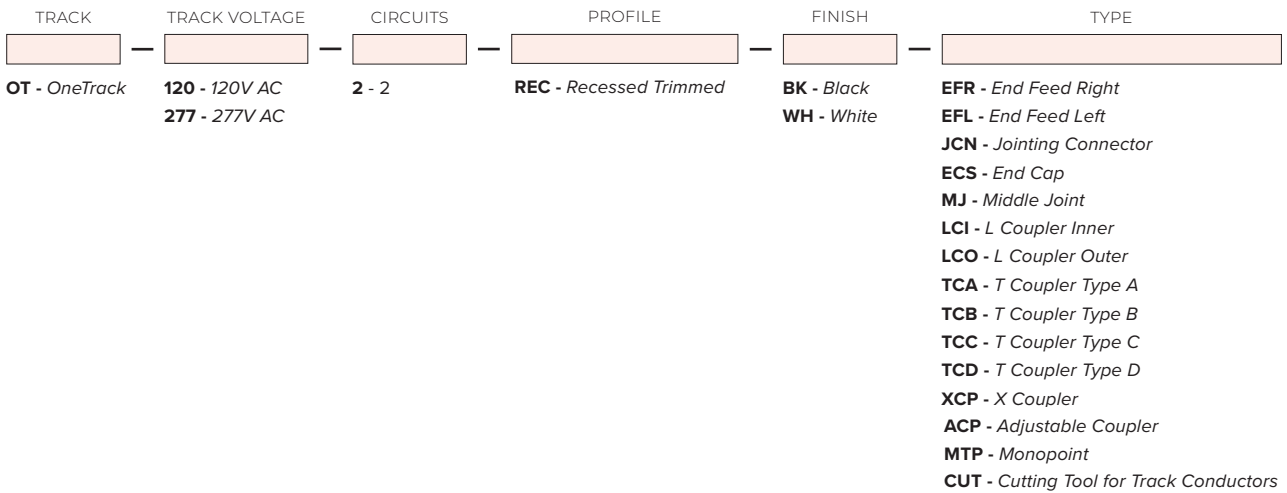 TRACK TRACK VOLTAGE CIRCUITS PROFILE FINISH TYPE
— — — — —
OT - OneTrack 120 - 120V AC 2 - 2 REC - Recessed Trimmed BK - Black EFR - End Feed Right
277 - 277V AC WH - White EFL - End Feed Left
JCN - Jointing Connector
ECS - End Cap
MJ - Middle Joint
LCI - L Coupler Inner
LCO - L Coupler Outer
TCA - T Coupler Type A
TCB - T Coupler Type B
TCC - T Coupler Type C
TCD - T Coupler Type D
XCP - X Coupler
ACP - Adjustable Coupler
MTP - Monopoint
CUT - Cutting Tool for Track Conductors